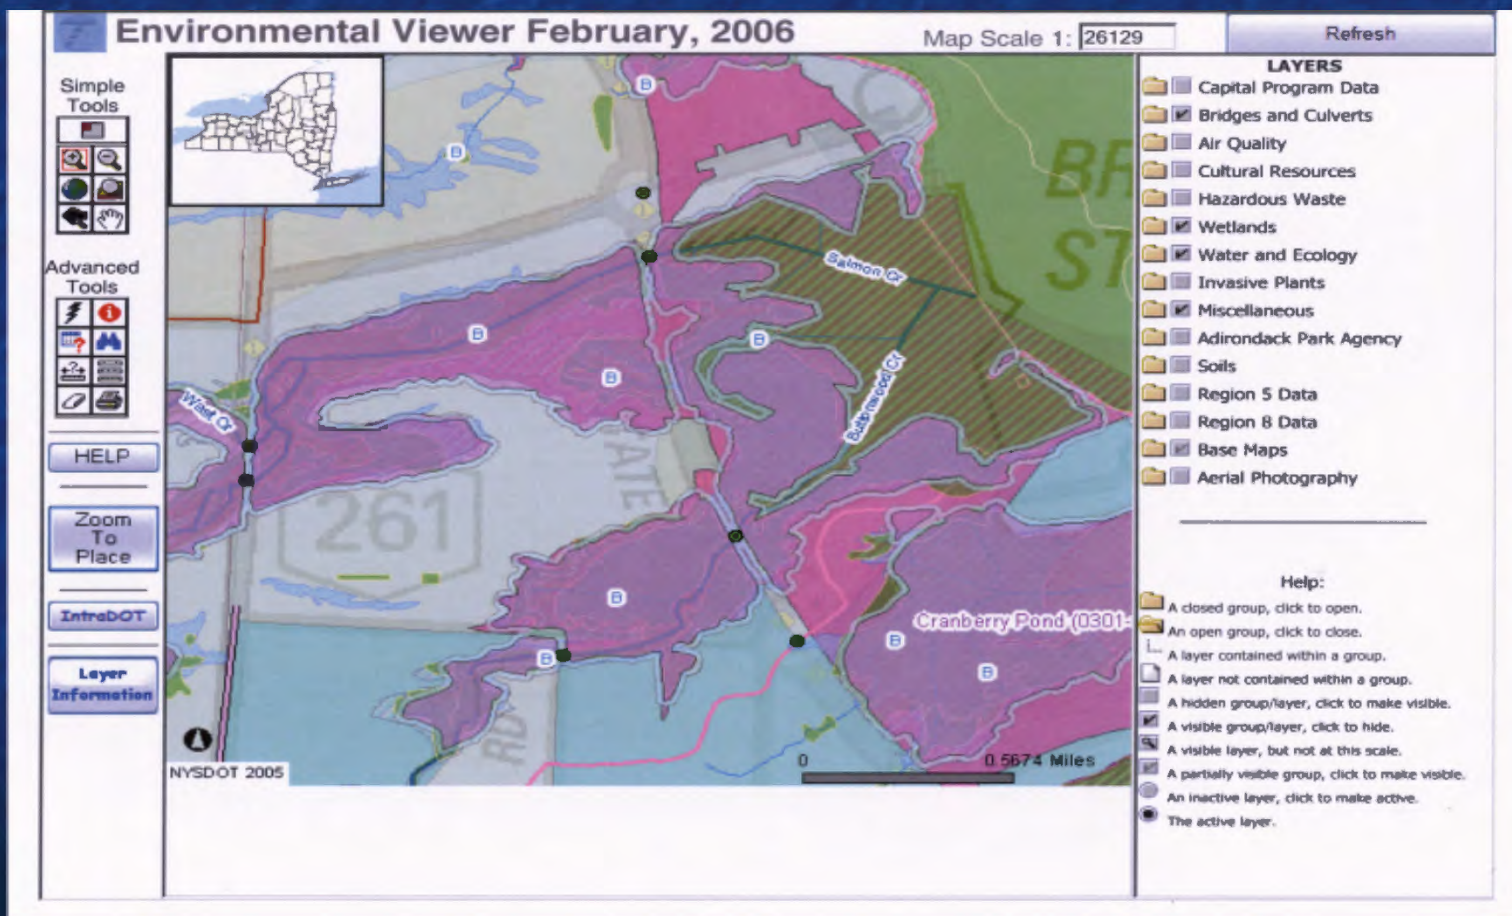 Environmental Viewer February, 2006
Map Scale 1: 26129
Refresh
Simple
Tools
Advanced
Tools
HELP
Zoom
To
Place
IntraDOT
Layer
Information
B
B
BR
ST
Salmon Cr
B
B
B
Buttonwood Cr
West Cr
ATE
261
B
Cranberry Pond (0301-
B
B
B
RD
0
0.5674 Miles
NYSDOT 2005
LAYERS
Capital Program Data
Bridges and Culverts
Air Quality
Cultural Resources
Hazardous Waste
Wetlands
Water and Ecology
Invasive Plants
Miscellaneous
Adirondack Park Agency
Soils
Region 5 Data
Region 8 Data
Base Maps
Aerial Photography
Help:
A closed group, click to open.
An open group, click to close.
A layer contained within a group.
A layer not contained within a group.
A hidden group/layer, click to make visible.
A visible group/layer, click to hide.
A visible layer, but not at this scale.
A partially visible group, click to make visible.
An inactive layer, click to make active.
The active layer.